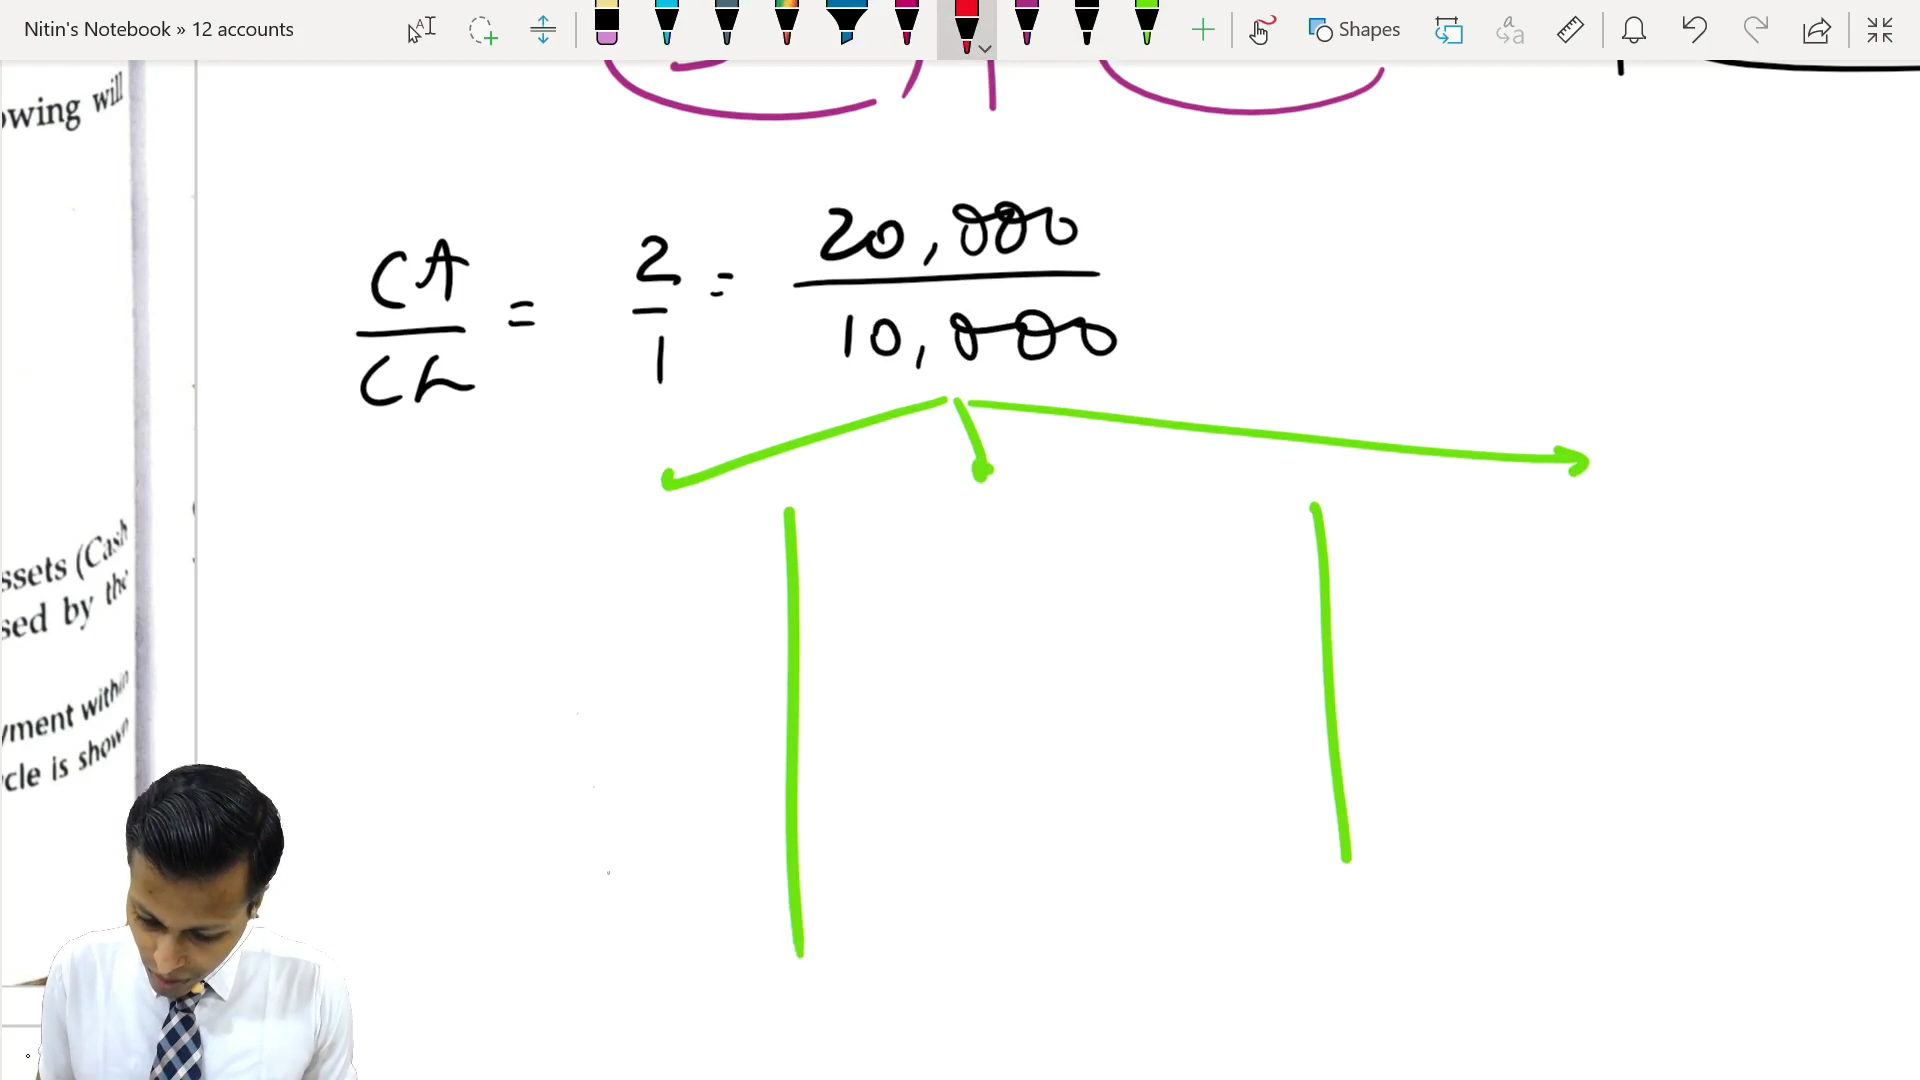 Nitin's Notebook » 12 accounts
Shapes
owing will
CA/CL = 2/1 = 20,000/10,000
ssets (Cash
sed by the
yment within
cle is shown